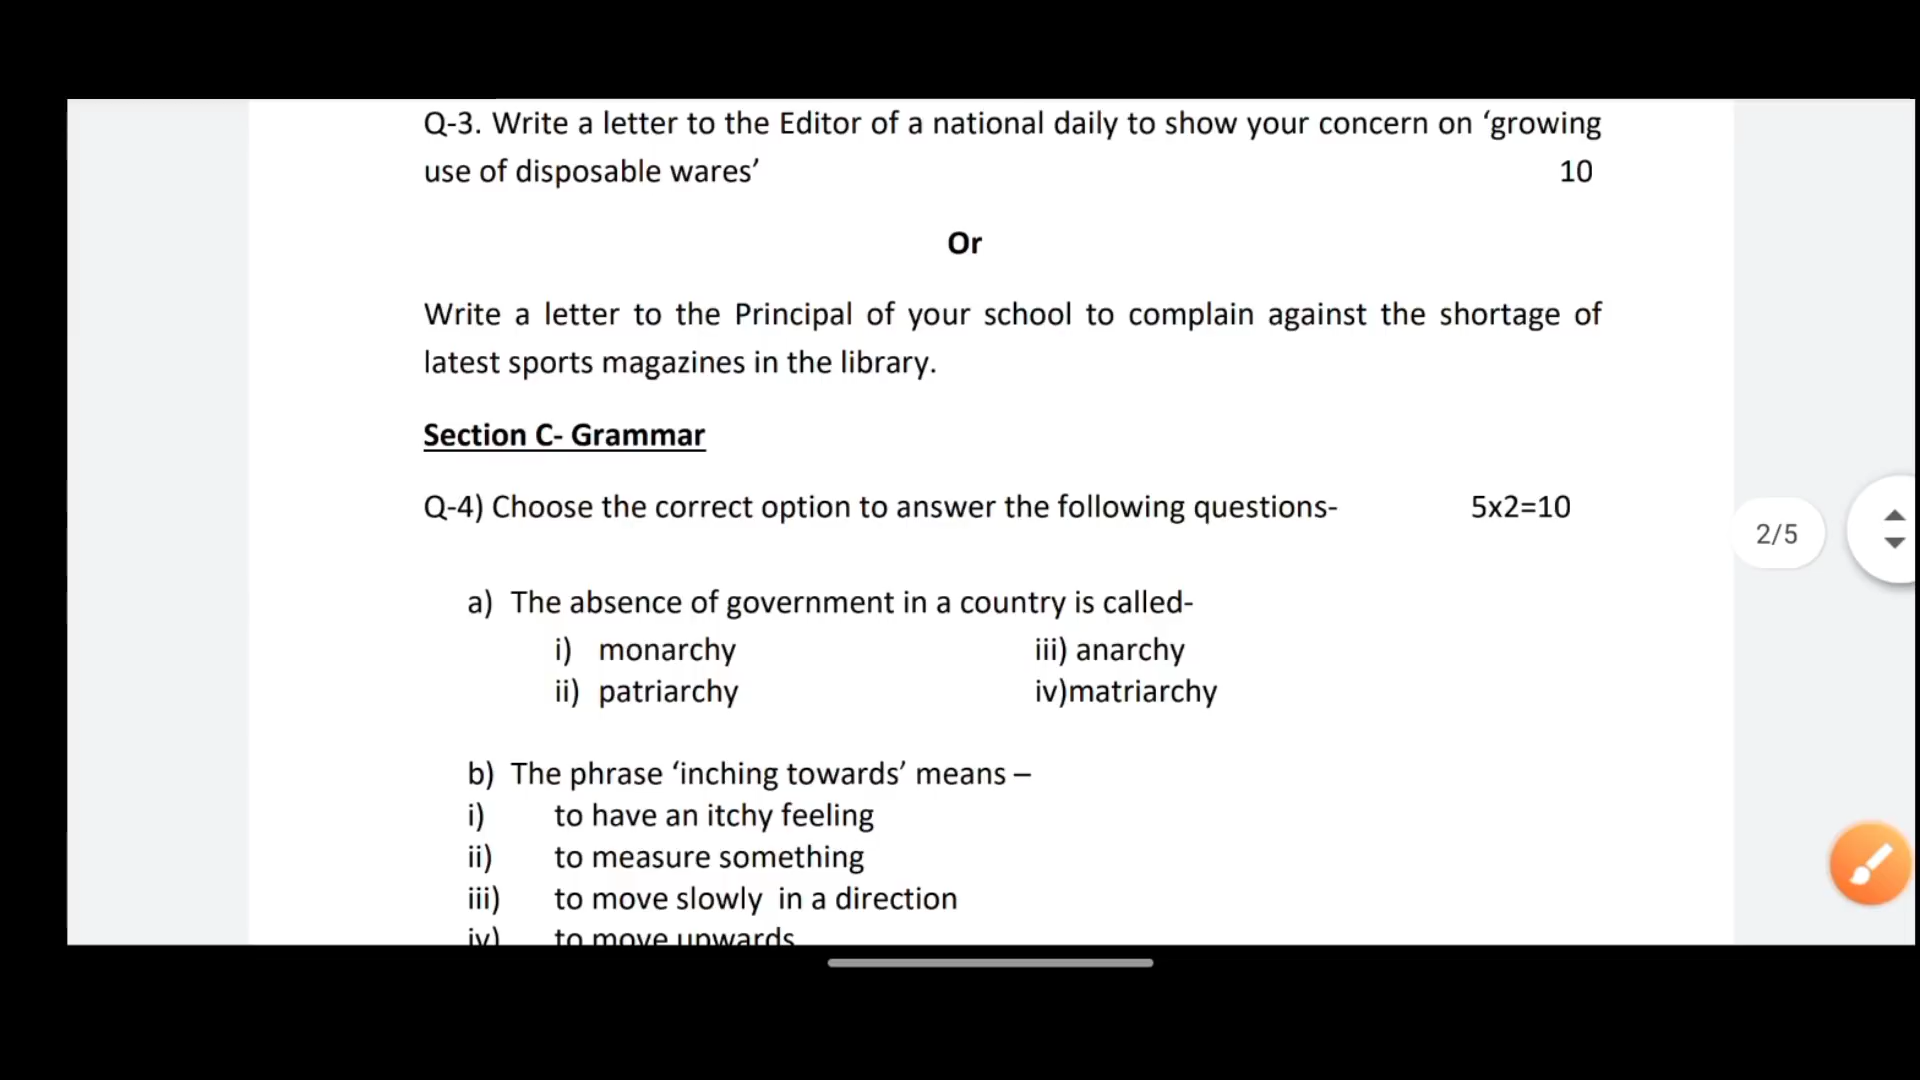 Q-3. Write a letter to the Editor of a national daily to show your concern on ‘growing
use of disposable wares’ 10
Or
Write a letter to the Principal of your school to complain against the shortage of
latest sports magazines in the library.
Section C- Grammar
Q-4) Choose the correct option to answer the following questions- 5x2=10
2/5
a) The absence of government in a country is called-
i) monarchy iii) anarchy
ii) patriarchy iv)matriarchy
b) The phrase ‘inching towards’ means –
i) to have an itchy feeling
ii) to measure something
iii) to move slowly in a direction
iv) to move upwards